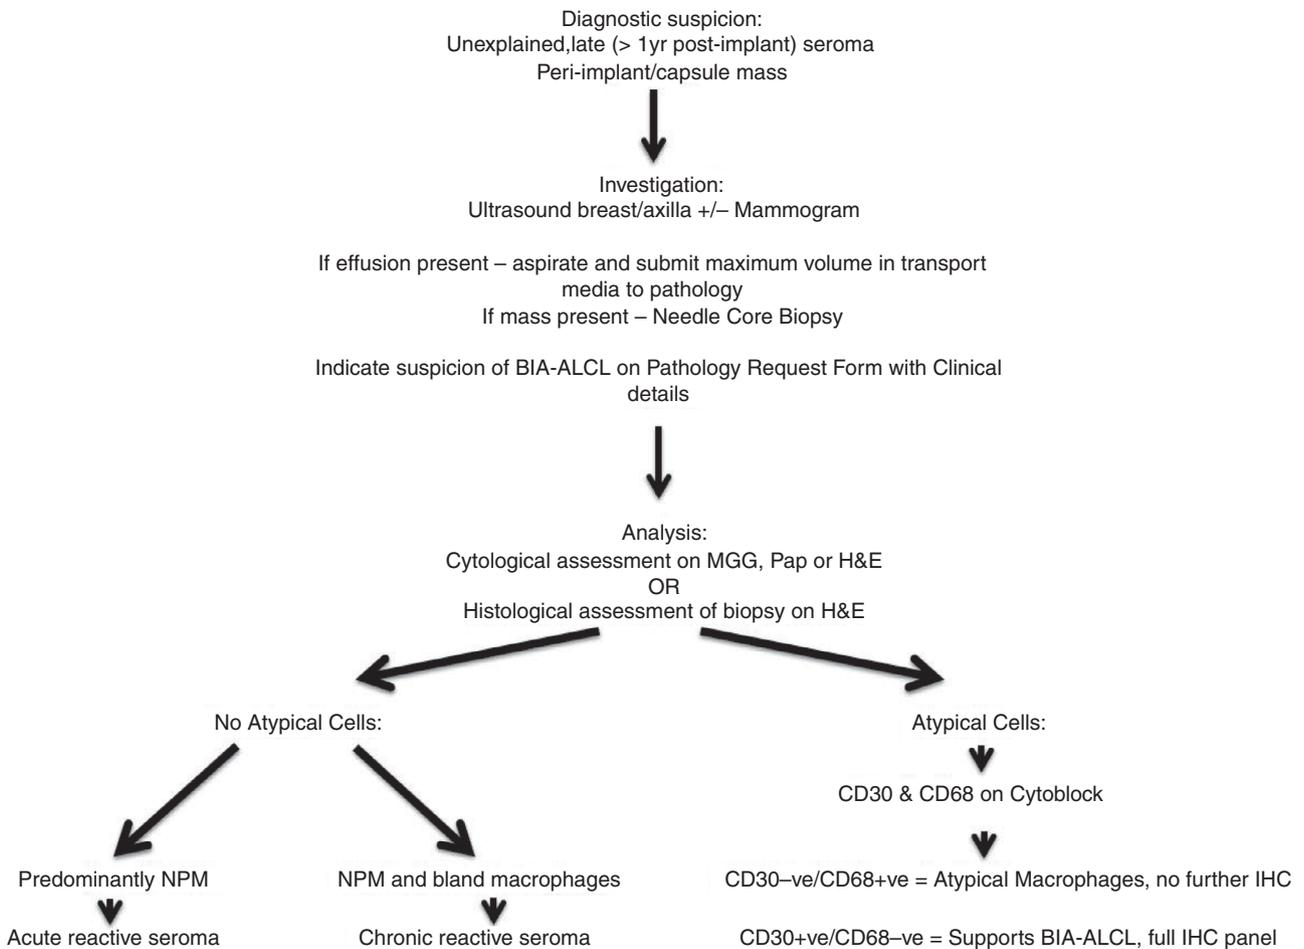 Diagnostic suspicion:
Unexplained,late (> 1yr post-implant) seroma
Peri-implant/capsule mass
Investigation:
Ultrasound breast/axilla +/– Mammogram
If effusion present – aspirate and submit maximum volume in transport
media to pathology
If mass present – Needle Core Biopsy
Indicate suspicion of BIA-ALCL on Pathology Request Form with Clinical
details
Analysis:
Cytological assessment on MGG, Pap or H&E
OR
Histological assessment of biopsy on H&E
No Atypical Cells:
Atypical Cells:
CD30 & CD68 on Cytoblock
Predominantly NPM
NPM and bland macrophages
CD30–ve/CD68+ve = Atypical Macrophages, no further IHC
Acute reactive seroma
Chronic reactive seroma
CD30+ve/CD68–ve = Supports BIA-ALCL, full IHC panel